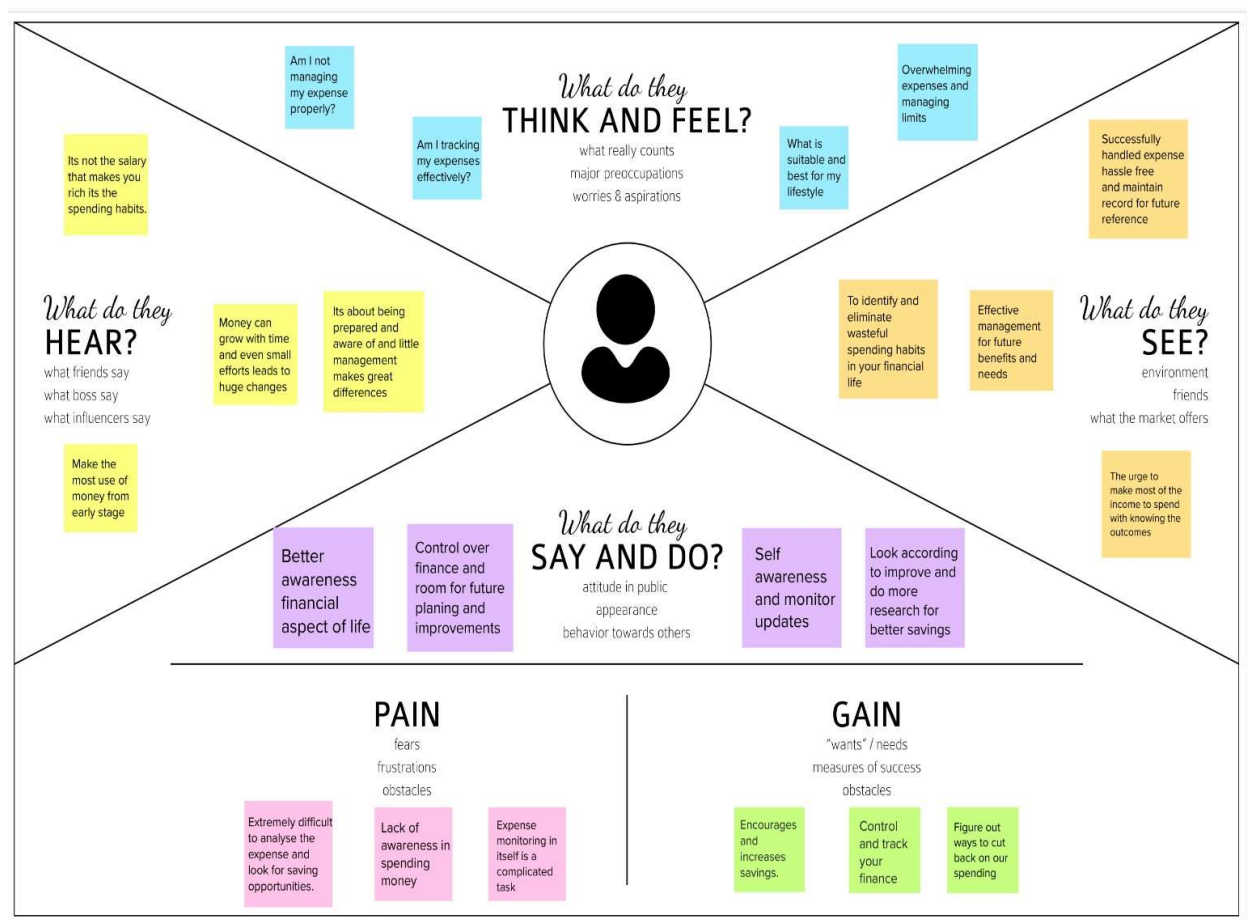 What do they
THINK AND FEEL?
what really counts
major preoccupations
worries & aspirations
Am I not
managing
my expense
properly?
Am I tracking
my expenses
effectively?
What is
suitable and
best for my
lifestyle
Overwhelming
expenses and
managing
limits
Its not the salary
that makes you
rich its the
spending habits.
What do they
HEAR?
what friends say
what boss say
what influencers say
Money can
grow with time
and even small
efforts leads to
huge changes
Its about being
prepared and
aware of and little
management
makes great
differences
Make the
most use of
money from
early stage
Successfully
handled expense
hassle free
and maintain
record for future
reference
To identify and
eliminate
wasteful
spending habits
in your financial
life
Effective
management
for future
benefits and
needs
What do they
SEE?
environment
friends
what the market offers
The urge to
make most of the
income to spend
with knowing the
outcomes
What do they
SAY AND DO?
attitude in public
appearance
behavior towards others
Better
awareness
financial
aspect of life
Control over
finance and
room for future
planing and
improvements
Self
awareness
and monitor
updates
Look according
to improve and
do more
research for
better savings
PAIN
fears
frustrations
obstacles
Extremely difficult
to analyse the
expense and
look for saving
opportunities.
Lack of
awareness in
spending
money
Expense
monitoring in
itself is a
complicated
task
GAIN
"wants" / needs
measures of success
obstacles
Encourages
and
increases
savings.
Control
and track
your
finance
Figure out
ways to cut
back on our
spending